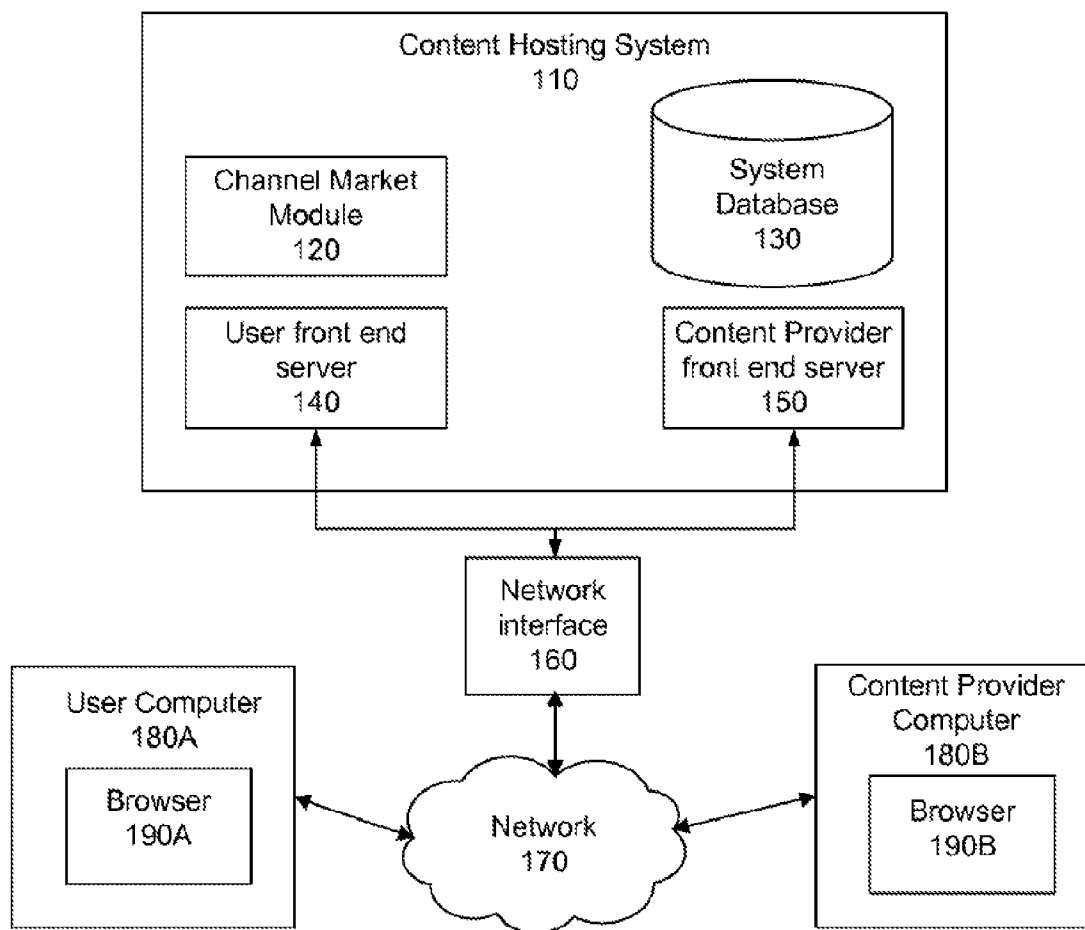 Content Hosting System
110
Channel Market
Module
120
System
Database
130
User front end
server
140
Content Provider
front end server
150
Network
interface
160
User Computer
180A
Browser
190A
Network
170
Content Provider
Computer
180B
Browser
190B